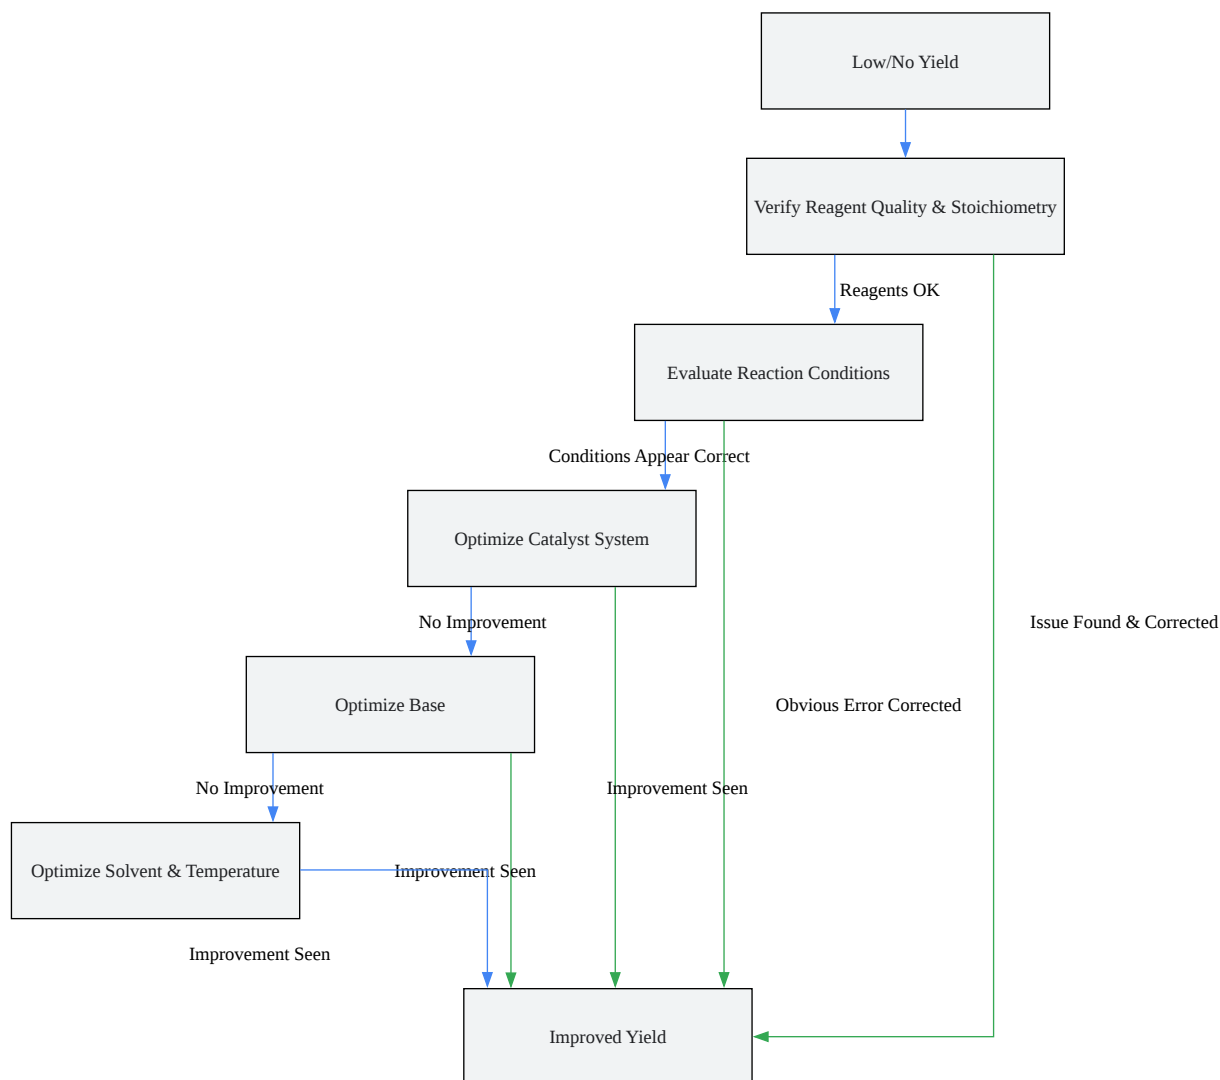 Low/No Yield
Verify Reagent Quality & Stoichiometry
Reagents OK
Evaluate Reaction Conditions
Conditions Appear Correct
Optimize Catalyst System
No Improvement
Issue Found & Corrected
Optimize Base
Obvious Error Corrected
No Improvement
Improvement Seen
Optimize Solvent & Temperature
Improvement Seen
Improvement Seen
Improved Yield